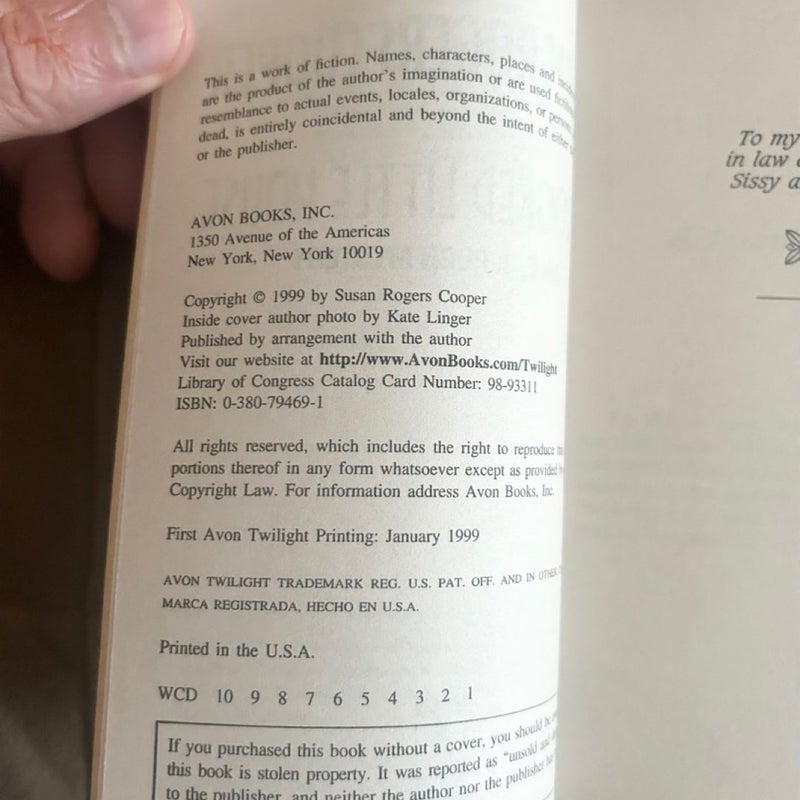 This is a work of fiction. Names, characters, places and
are the product of the author's imagination or are used
resemblance to actual events, locales, organizations, or
dead, is entirely coincidental and beyond the intent of either
or the publisher.
AVON BOOKS, INC.
1350 Avenue of the Americas
New York, New York 10019
Copyright © 1999 by Susan Rogers Cooper
Inside cover author photo by Kate Linger
Published by arrangement with the author
Visit our website at http://www.AvonBooks.com/Twilight
Library of Congress Catalog Card Number: 98-93311
ISBN: 0-380-79469-1
All rights reserved, which includes the right to reproduce
portions thereof in any form whatsoever except as provided
Copyright Law. For information address Avon Books, Inc.
First Avon Twilight Printing: January 1999
AVON TWILIGHT TRADEMARK REG. U.S. PAT. OFF. AND IN OTHER
MARCA REGISTRADA, HECHO EN U.S.A.
Printed in the U.S.A.
WCD 10 9 8 7 6 5 4 3 2 1
If you purchased this book without a cover, you should be
this book is stolen property. It was reported as "unsold and
to the publisher, and neither the author nor the publisher
To my
in law
Sissy a